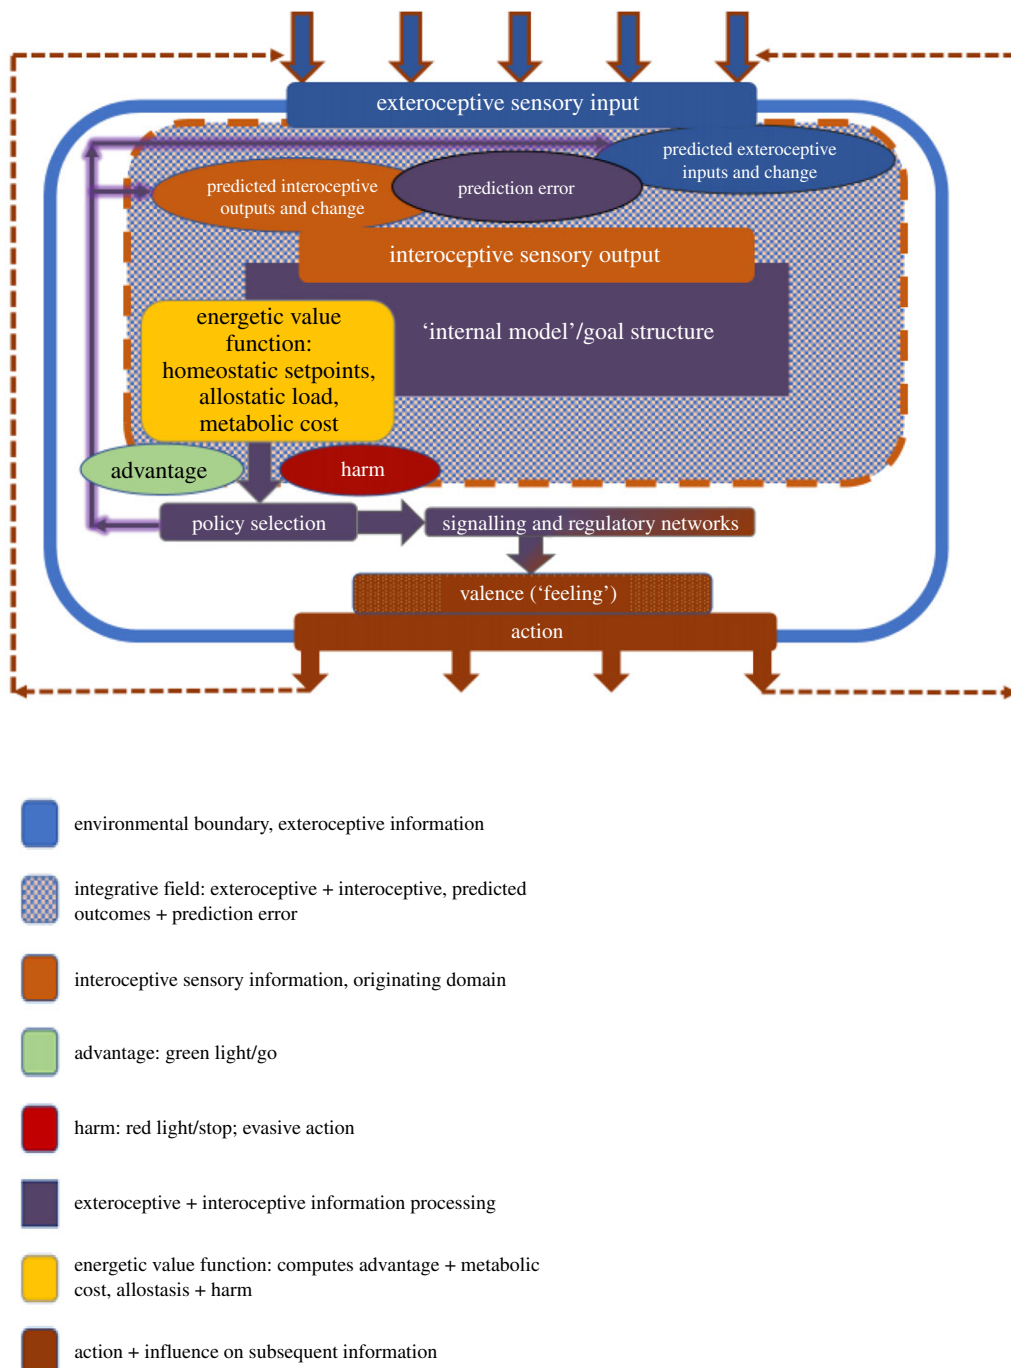 exteroceptive sensory input
predicted exteroceptive
inputs and change
predicted interoceptive
outputs and change
prediction error
interoceptive sensory output
‘internal model’/goal structure
energetic value
function:
homeostatic setpoints,
allostatic load,
metabolic cost
advantage
harm
policy selection
signalling and regulatory networks
valence (‘feeling’)
action
environmental boundary, exteroceptive information
integrative field: exteroceptive + interoceptive, predicted
outcomes + prediction error
interoceptive sensory information, originating domain
advantage: green light/go
harm: red light/stop; evasive action
exteroceptive + interoceptive information processing
energetic value function: computes advantage + metabolic
cost, allostasis + harm
action + influence on subsequent information